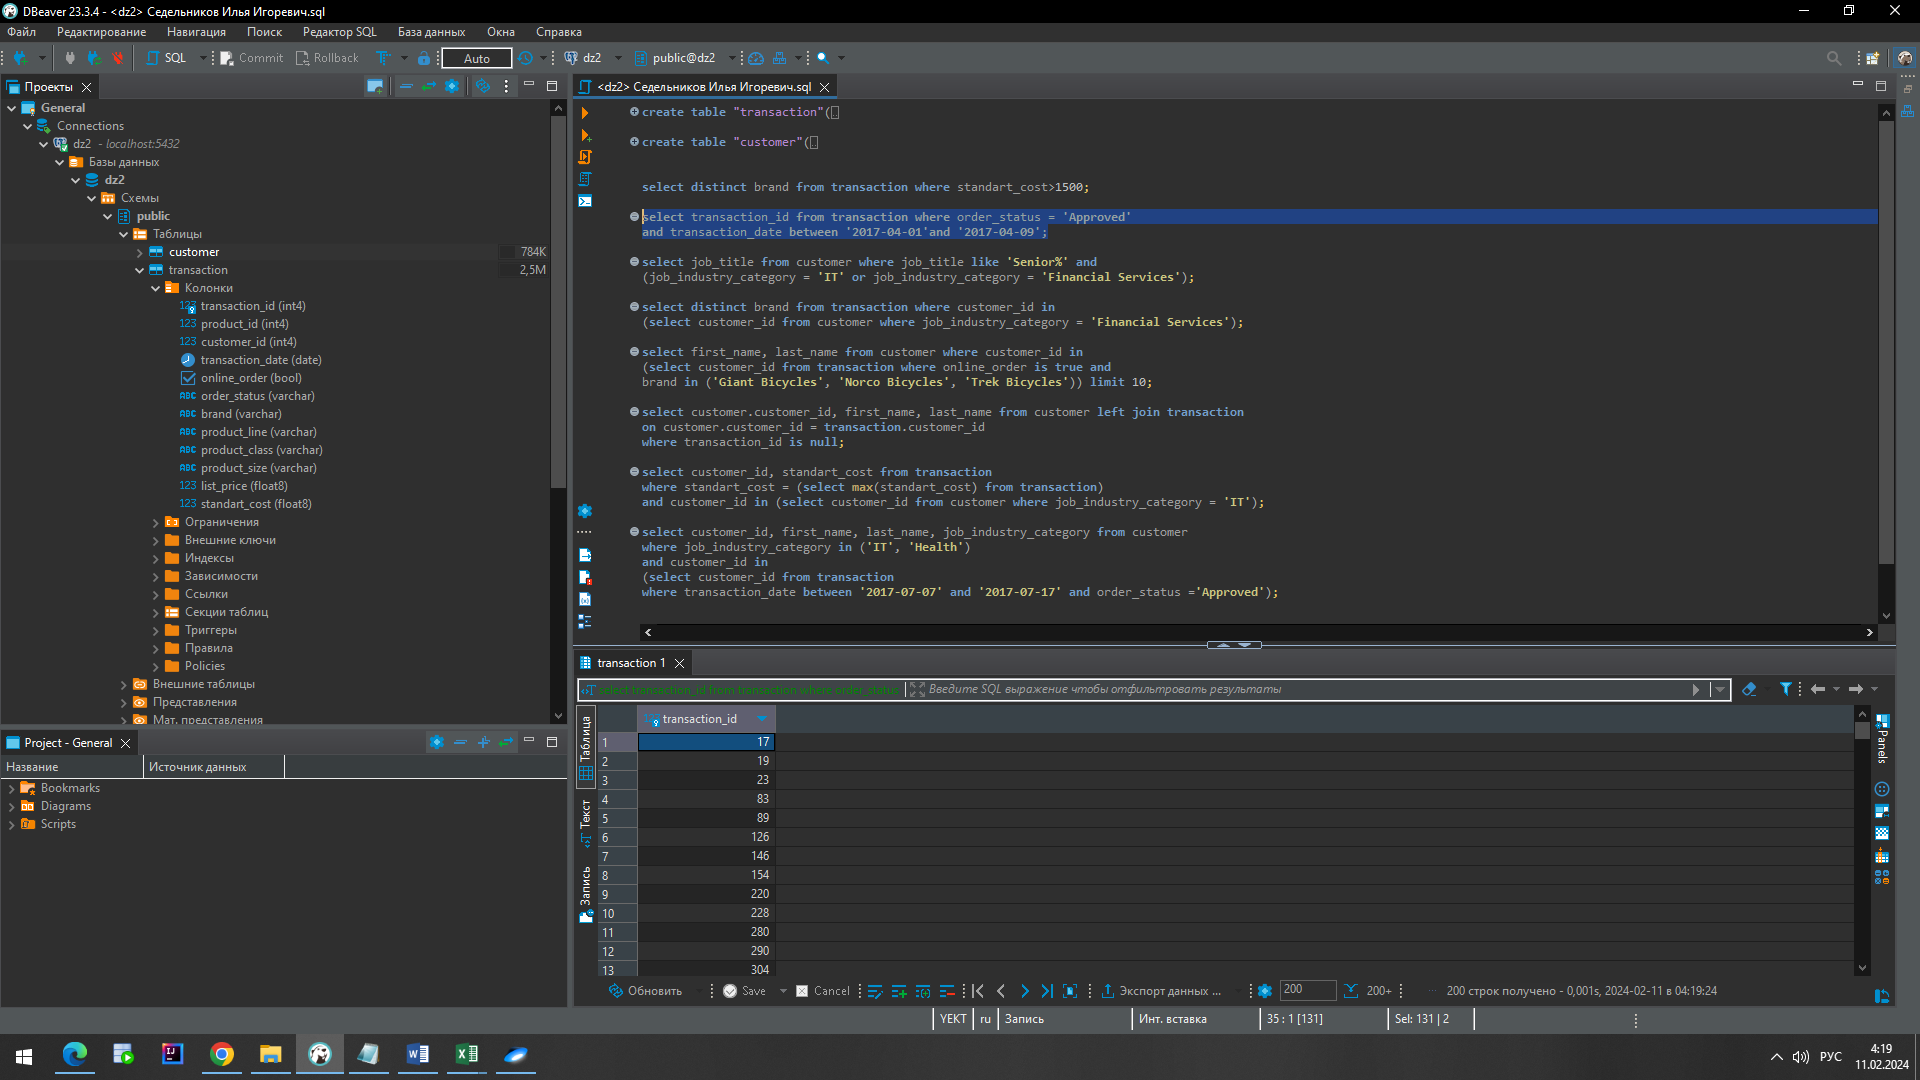 DBeaver 23.3.4 - <dz2> Седельников Илья Игоревич.sql
Файл Редактирование Навигация Поиск Редактор SQL База данных Окна Справка
SQL Commit Rollback Auto dz2 public@dz2
Проекты
General
Connections
dz2 - localhost:5432
Базы данных
dz2
Схемы
public
Таблицы
customer 784K
transaction 2,5M
Колонки
transaction_id (int4)
product_id (int4)
customer_id (int4)
transaction_date (date)
online_order (bool)
order_status (varchar)
brand (varchar)
product_line (varchar)
product_class (varchar)
product_size (varchar)
list_price (float8)
standart_cost (float8)
Ограничения
Внешние ключи
Индексы
Зависимости
Ссылки
Секции таблиц
Триггеры
Правила
Policies
Внешние таблицы
Представления
Мат. представления
Project - General
Название Источник данных
Bookmarks
Diagrams
Scripts
<dz2> Седельников Илья Игоревич.sql
create table "transaction"(
create table "customer"(
select distinct brand from transaction where standart_cost>1500;
select transaction_id from transaction where order_status = 'Approved'
and transaction_date between '2017-04-01'and '2017-04-09';
select job_title from customer where job_title like 'Senior%' and
(job_industry_category = 'IT' or job_industry_category = 'Financial Services');
select distinct brand from transaction where customer_id in
(select customer_id from customer where job_industry_category = 'Financial Services');
select first_name, last_name from customer where customer_id in
(select customer_id from transaction where online_order is true and
brand in ('Giant Bicycles', 'Norco Bicycles', 'Trek Bicycles')) limit 10;
select customer.customer_id, first_name, last_name from customer left join transaction
on customer.customer_id = transaction.customer_id
where transaction_id is null;
select customer_id, standart_cost from transaction
where standart_cost = (select max(standart_cost) from transaction)
and customer_id in (select customer_id from customer where job_industry_category = 'IT');
select customer_id, first_name, last_name, job_industry_category from customer
where job_industry_category in ('IT', 'Health')
and customer_id in
(select customer_id from transaction
where transaction_date between '2017-07-07' and '2017-07-17' and order_status ='Approved');
transaction 1
select transaction_id from transaction where order_status Введите SQL выражение чтобы отфильтровать результаты
Таблица
Текст
Запись
Panels
transaction_id
1 17
2 19
3 23
4 83
5 89
6 126
7 146
8 154
9 220
10 228
11 280
12 290
13 304
Обновить Save Cancel Экспорт данных ... 200 200+ 200 строк получено - 0,001s, 2024-02-11 в 04:19:24
YEKT ru Запись Инт. вставка 35 : 1 [131] Sel: 131 | 2
РУС 4:19
11.02.2024